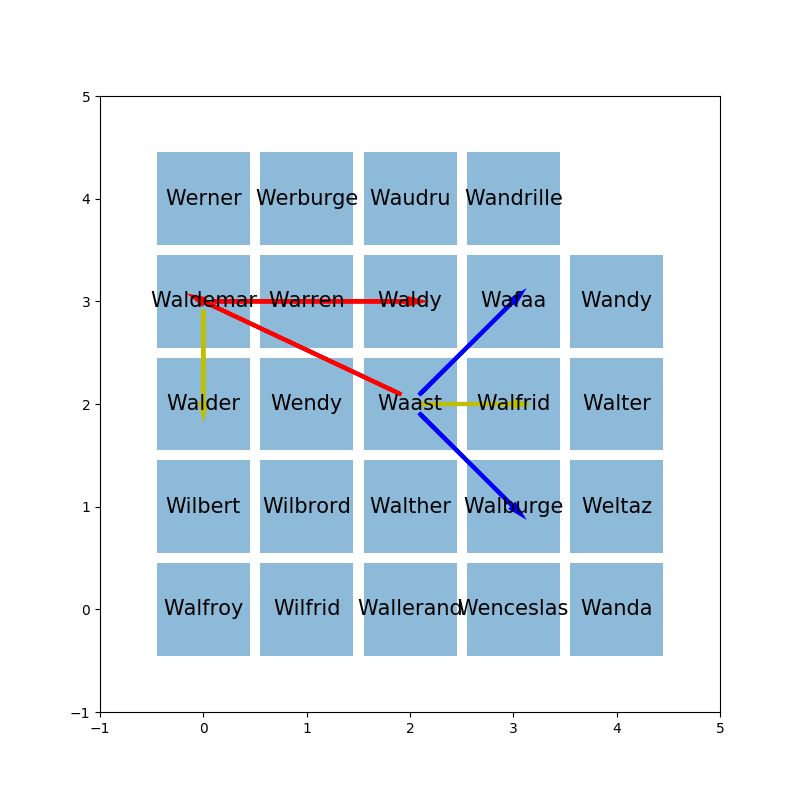 5
4
Werner Werburge Waudru Wandrille
3
Waldemar Warren Waldy Wafaa Wandy
2
Walder Wendy Waast Walfrid Walter
1
Wilbert Wilbrord Walther Walburge Weltaz
0
Walfroy Wilfrid Wallerand Wenceslas Wanda
−1
−1 0 1 2 3 4 5